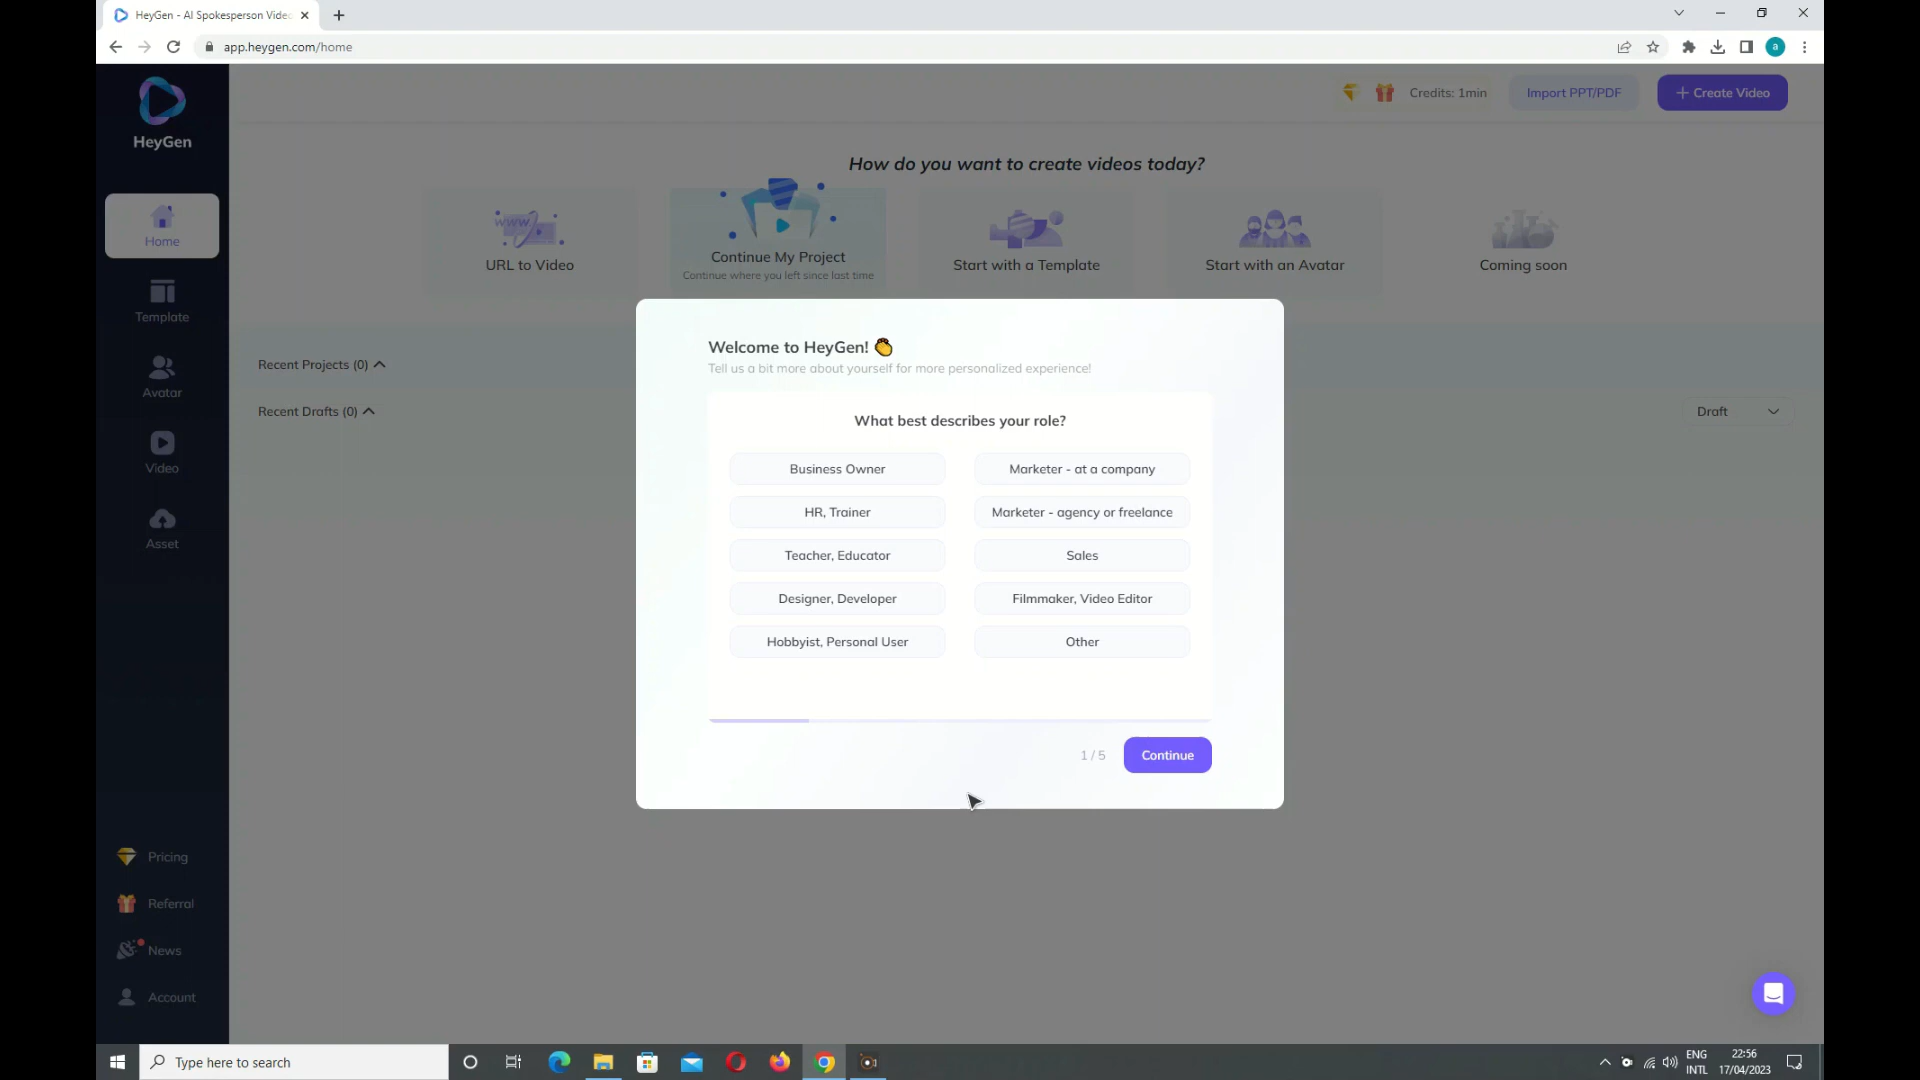 HeyGen - AI Spokesperson Video
app.heygen.com/home
HeyGen
Credits: 1min
Import PPT/PDF
+ Create Video
How do you want to create videos today?
www
URL to Video
Continue My Project
Continue where you left since last time
Start with a Template
Start with an Avatar
Coming soon
Home
Template
Avatar
Video
Asset
Recent Projects (0)
Recent Drafts (0)
Draft
Welcome to HeyGen!
Tell us a bit more about yourself for more personalized experience!
What best describes your role?
Business Owner
Marketer - at a company
HR, Trainer
Marketer - agency or freelance
Teacher, Educator
Sales
Designer, Developer
Filmmaker, Video Editor
Hobbyist, Personal User
Other
1 / 5
Continue
Pricing
Referral
News
Account
Type here to search
ENG
INTL
22:56
17/04/2023
a